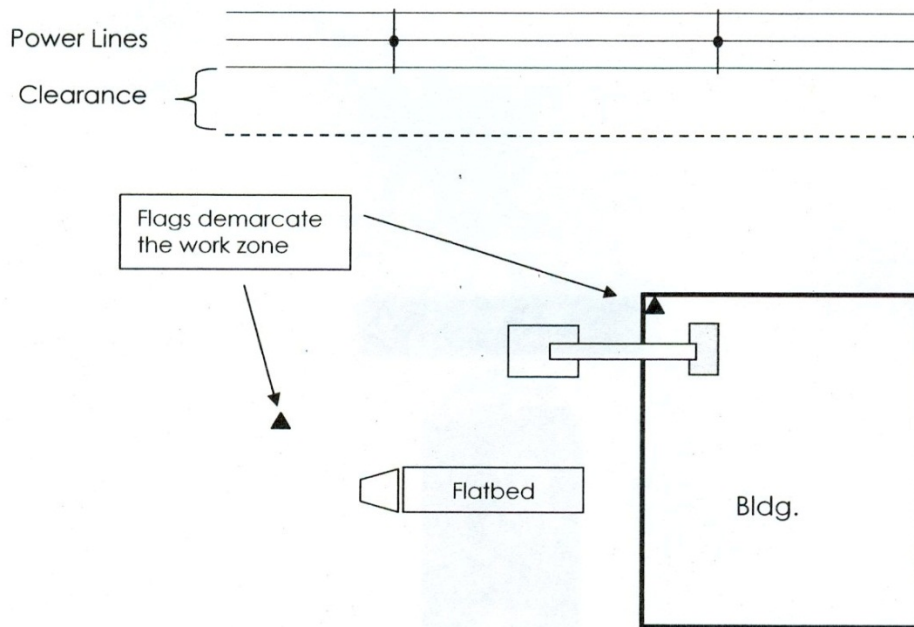 Power Lines
Clearance
Flags demarcate
the work zone
Flatbed
Bldg.